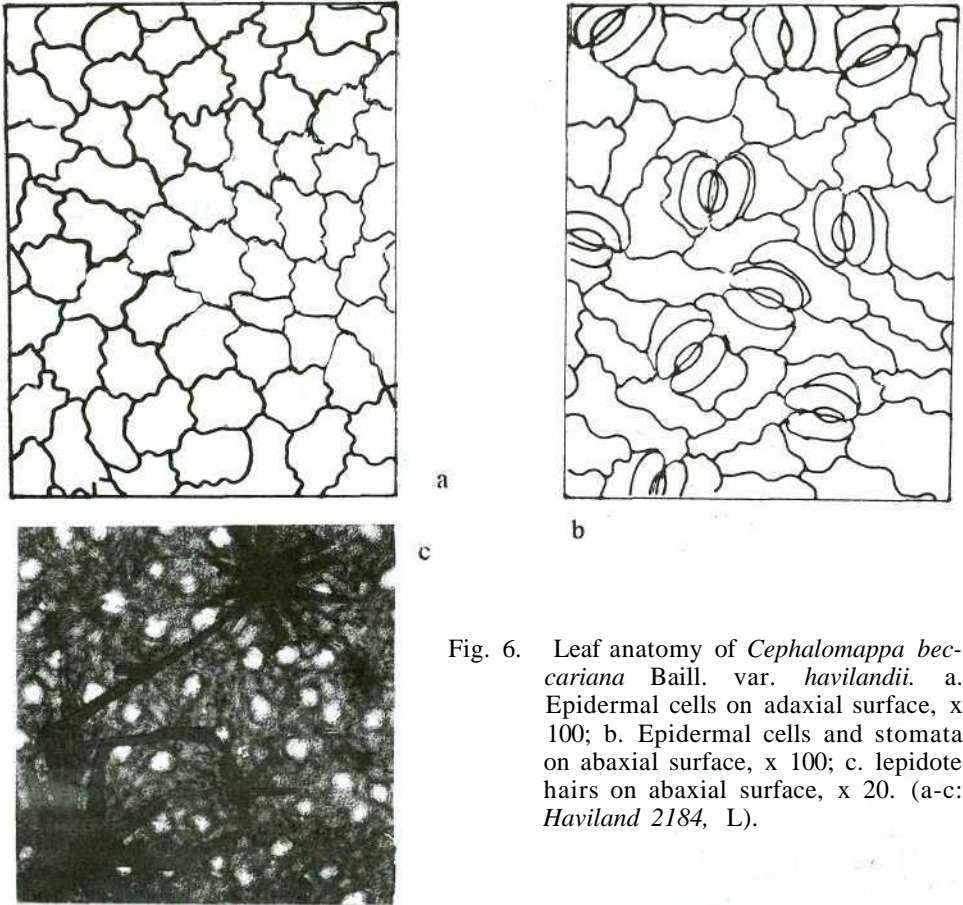 a
b
c
Fig. 6. Leaf anatomy of Cephalomappa bec-
cariana Baill. var. havilandii. a.
Epidermal cells on adaxial surface, x
100; b. Epidermal cells and stomata
on abaxial surface, x 100; c. lepidote
hairs on abaxial surface, x 20. (a-c:
Haviland 2184, L).